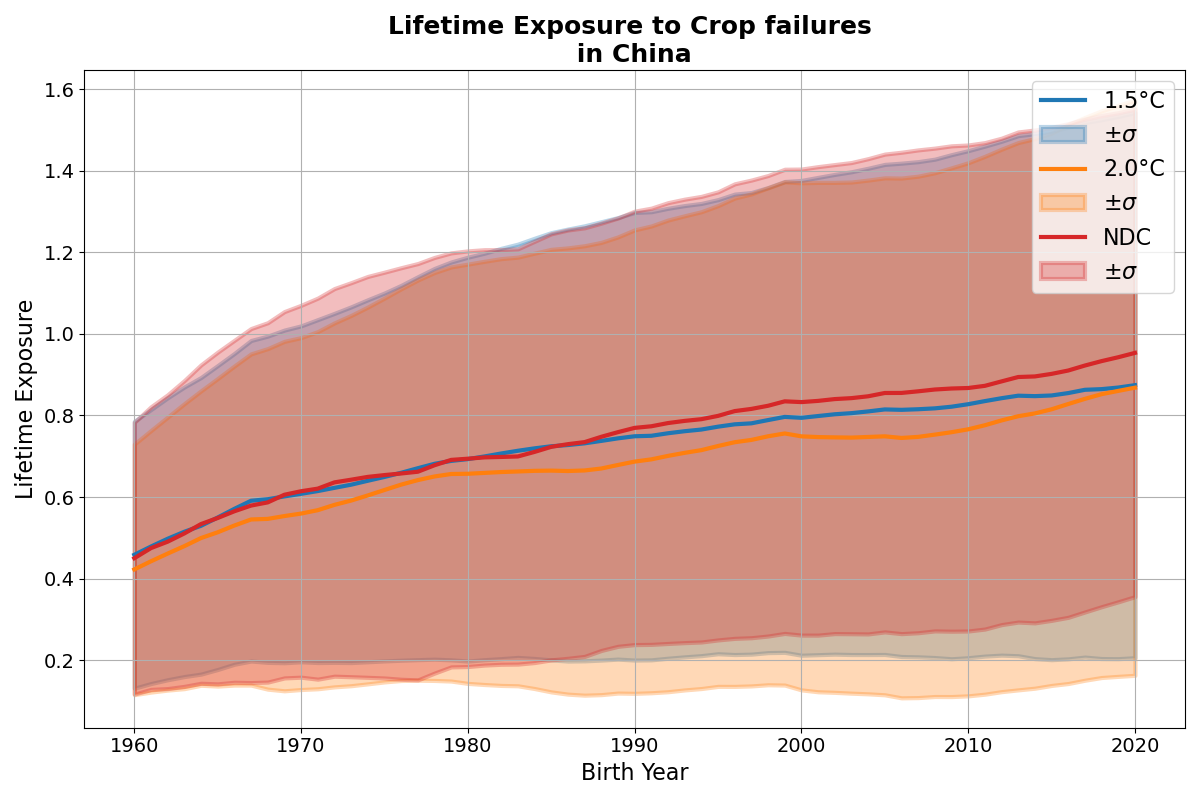 Lifetime Exposure to Crop failures
in China
1.6
1.4
1.2
1.0
0.8
0.6
0.4
0.2
Lifetime Exposure
1.5°C
±σ
2.0°C
±σ
NDC
±σ
1960
1970
1980
1990
2000
2010
2020
Birth Year